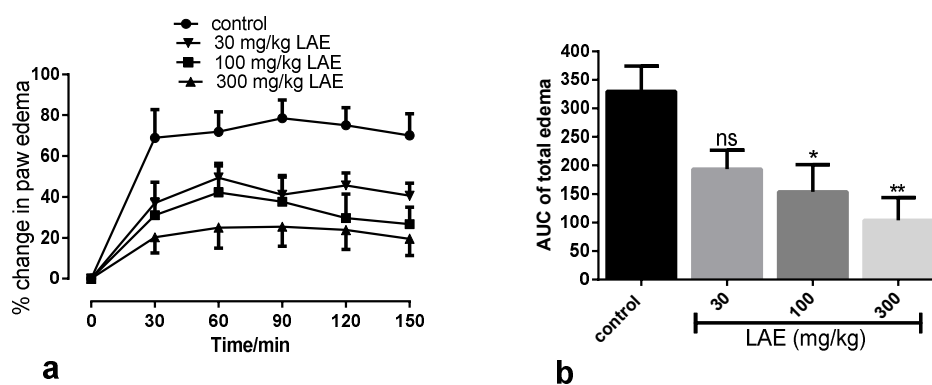 control
30 mg/kg LAE
100 mg/kg LAE
300 mg/kg LAE
% change in paw edema
100
80
60
40
20
0
0 30 60 90 120 150
Time/min
a
AUC of total edema
400
350
300
250
200
150
100
50
0
ns
*
**
control 30 100 300
LAE (mg/kg)
b